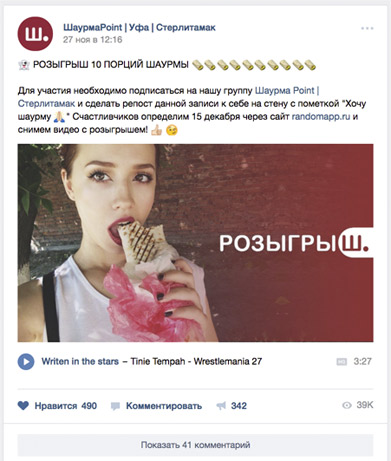 Ш.
ШаурмаPoint | Уфа | Стерлитамак
27 ноя в 12:16
РОЗЫГРЫШ 10 ПОРЦИЙ ШАУРМЫ
Для участия необходимо подписаться на нашу группу Шаурма Point |
Стерлитамак и сделать репост данной записи к себе на стену с пометкой "Хочу
шаурму 🙏" Счастливчиков определим 15 декабря через сайт randomapp.ru и
снимем видео с розыгрышем! 👍 😉
РОЗЫГРЫШ.
Writen in the stars – Tinie Tempah - Wrestlemania 27
3:27
Нравится 490 Комментировать 342 39K
Показать 41 комментарий